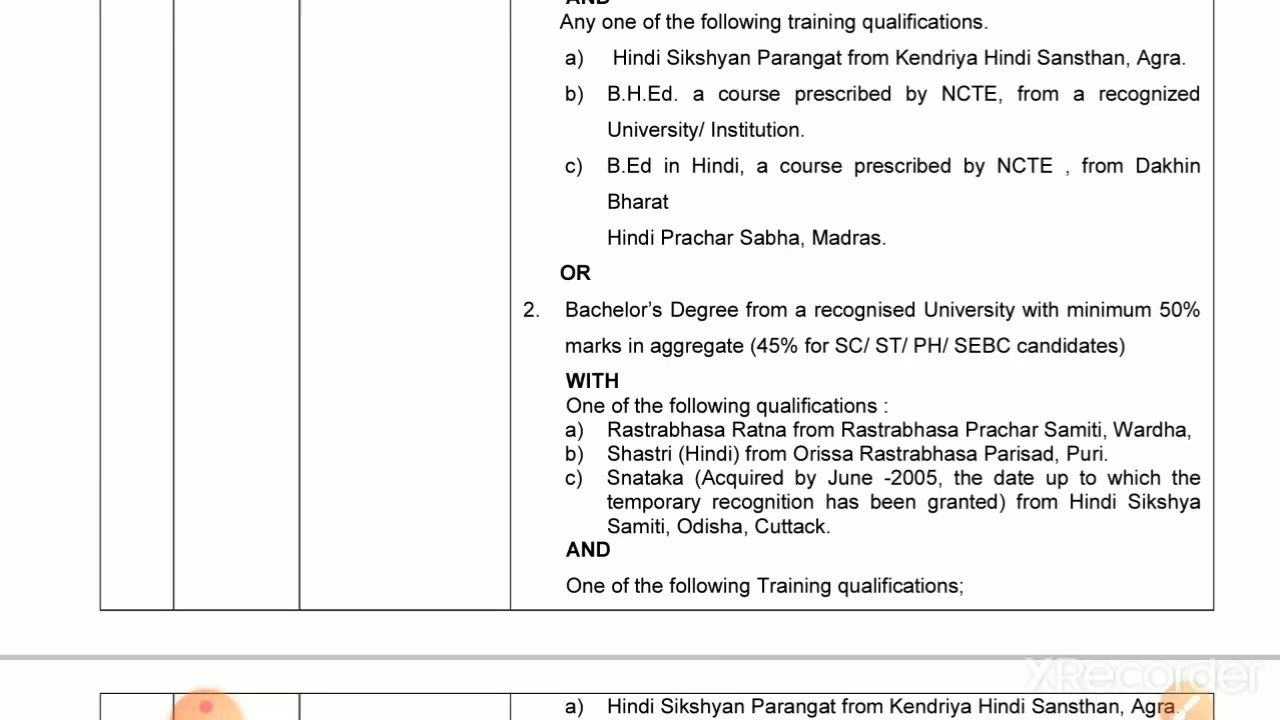 AND
Any one of the following training qualifications.
a) Hindi Sikshyan Parangat from Kendriya Hindi Sansthan, Agra.
b) B.H.Ed. a course prescribed by NCTE, from a recognized
University/ Institution.
c) B.Ed in Hindi, a course prescribed by NCTE , from Dakhin
Bharat
Hindi Prachar Sabha, Madras.
OR
2. Bachelor's Degree from a recognised University with minimum 50%
marks in aggregate (45% for SC/ ST/ PH/ SEBC candidates)
WITH
One of the following qualifications :
a) Rastrabhasa Ratna from Rastrabhasa Prachar Samiti, Wardha,
b) Shastri (Hindi) from Orissa Rastrabhasa Parisad, Puri.
c) Snataka (Acquired by June -2005, the date up to which the
temporary recognition has been granted) from Hindi Sikshya
Samiti, Odisha, Cuttack.
AND
One of the following Training qualifications;
XRecorder
a) Hindi Sikshyan Parangat from Kendriya Hindi Sansthan, Agra.